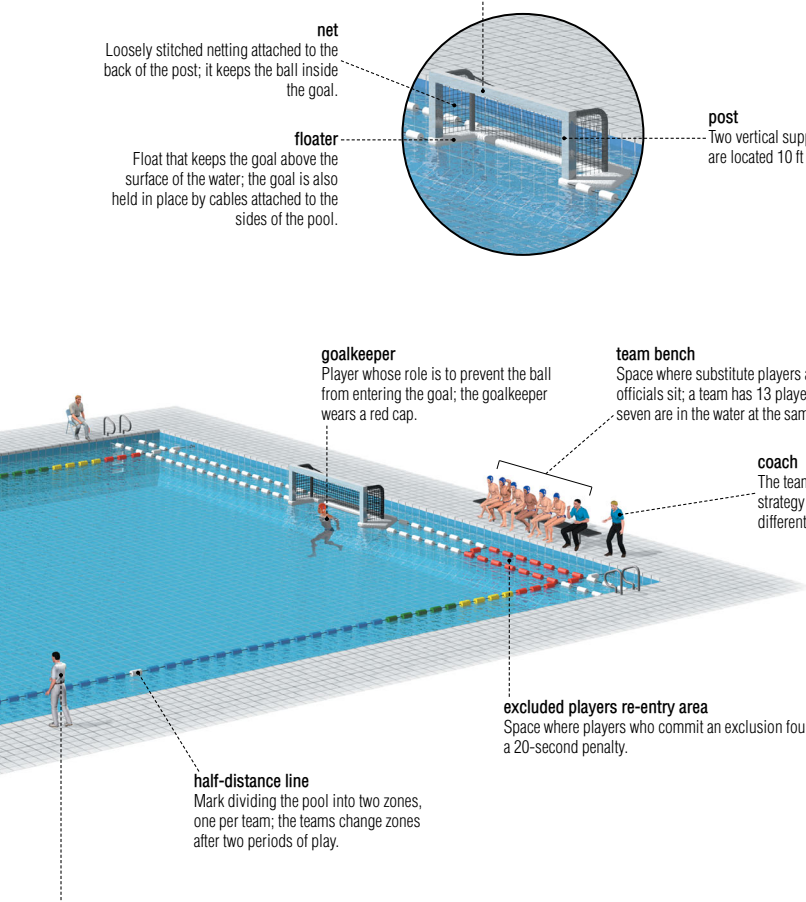 net
Loosely stitched netting attached to the
back of the post; it keeps the ball inside
the goal.
floater
Float that keeps the goal above the
surface of the water; the goal is also
held in place by cables attached to the
sides of the pool.
post
Two vertical
are located 10 ft
goalkeeper
Player whose role is to prevent the ball
from entering the goal; the goalkeeper
wears a red cap.
team bench
Space where substitute players
officials sit; a team has 13
seven are in the water at the
coach
The
strategy
different
excluded players re-entry area
Space where players who commit an exclusion
a 20-second penalty.
half-distance line
Mark dividing the pool into two zones,
one per team; the teams change zones
after two periods of play.